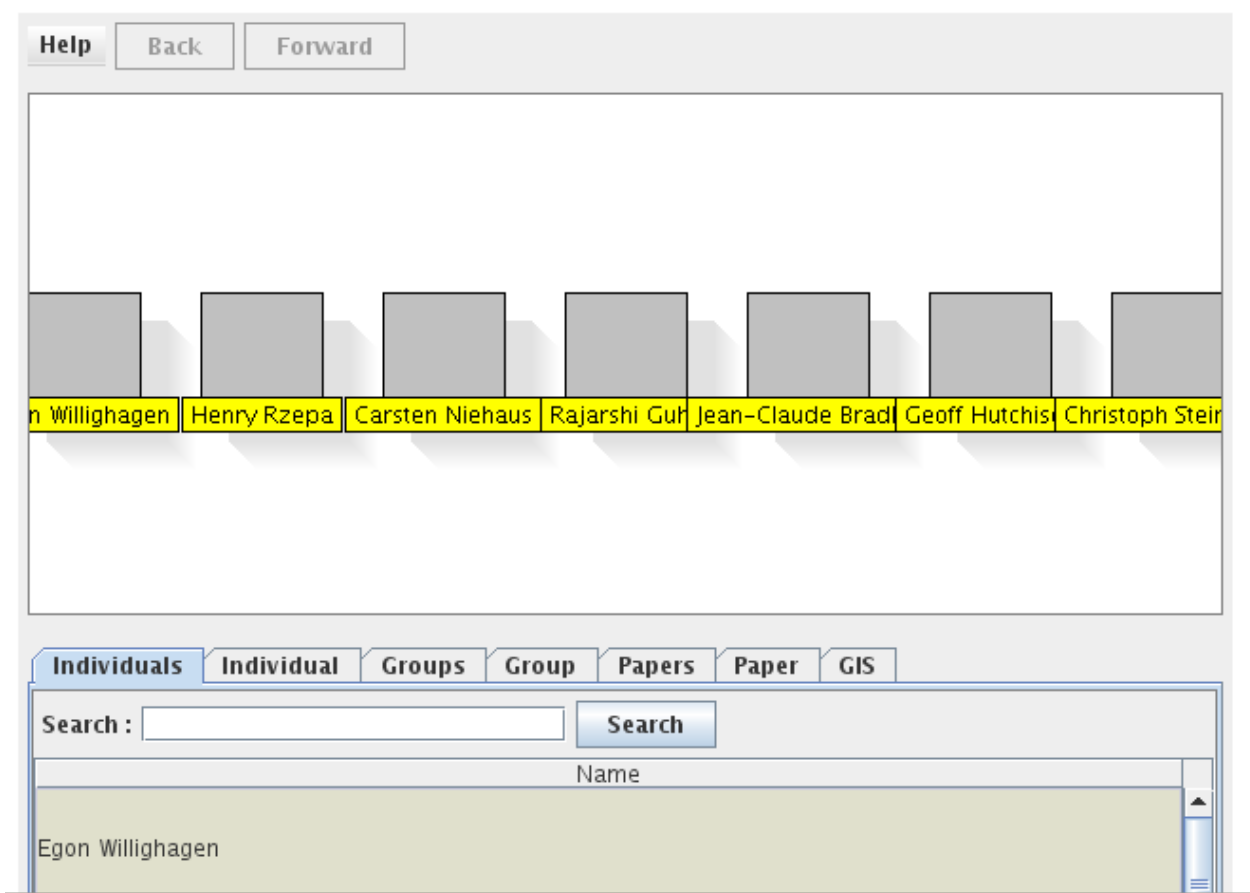 Help Back Forward
n Willighagen Henry Rzepa Carsten Niehaus Rajarshi Guh Jean-Claude Bradl Geoff Hutchis Christoph Stein
Individuals Individual Groups Group Papers Paper GIS
Search : Search
Name
Egon Willighagen